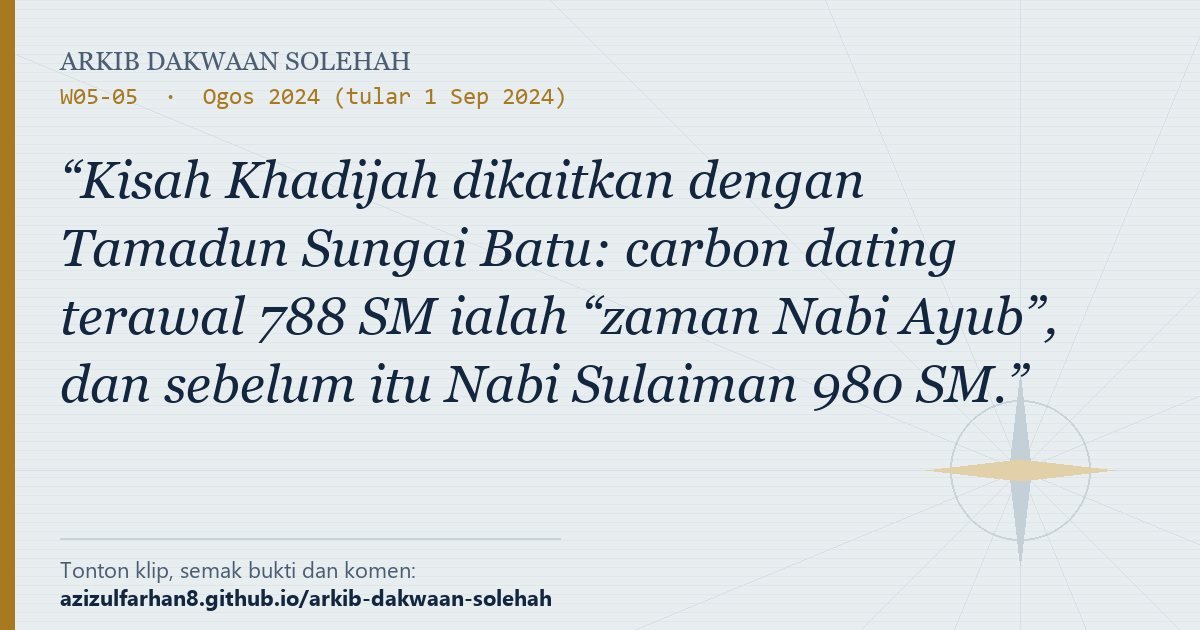 ARKIB DAKWAAN SOLEHAH
W05-05 · Ogos 2024 (tular 1 Sep 2024)
“Kisah Khadijah dikaitkan dengan
Tamadun Sungai Batu: carbon dating
terawal 788 SM ialah “zaman Nabi Ayub”,
dan sebelum itu Nabi Sulaiman 980 SM.”
Tonton klip, semak bukti dan komen:
azizulfarhan8.github.io/arkib-dakwaan-solehah